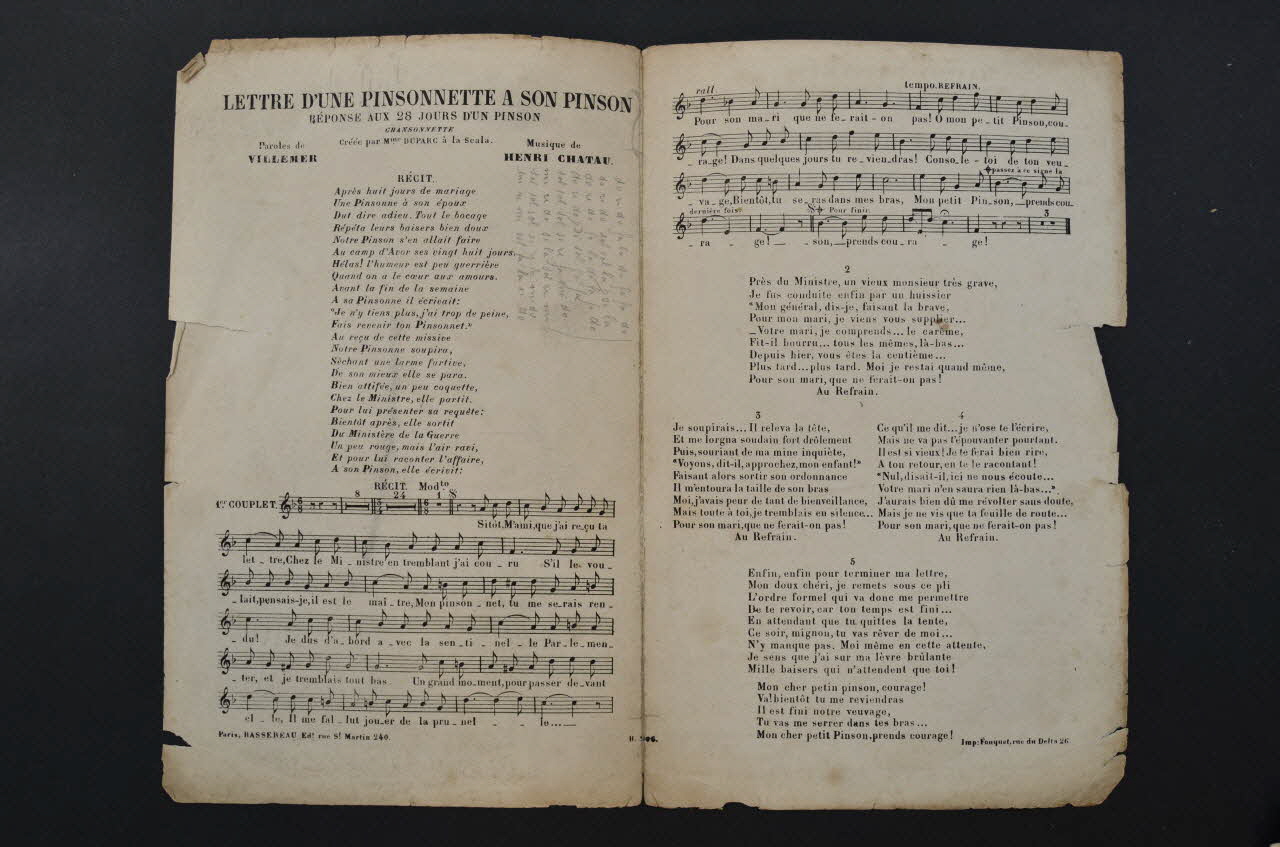 LETTRE D'UNE PINSONNETTE A SON PINSON
RÉPONSE AUX 28 JOURS D'UN PINSON
CHANSONNETTE
Créée par Mme DUPARC à la Scala.
Paroles de
VILLEMER
Musique de
HENRI CHATAU.
RÉCIT.
Après huit jours de mariage
Une Pinsonne à son époux
Dut dire adieu. Tout le bocage
Répéta leurs baisers bien doux
Notre Pinson s'en allait faire
Au camp d'Avor ses vingt huit jours.
Hélas! l'humeur est peu guerrière
Quand on a le cœur aux amours.
Avant la fin de la semaine
A sa Pinsonne il écrivait:
"Je n'y tiens plus, j'ai trop de peine,
Fais revenir ton Pinsonnet."
Au reçu de cette missive
Notre Pinsonne soupira,
Séchant une larme furtive,
De son mieux elle se para.
Bien attifée, un peu coquette,
Chez le Ministre, elle partit.
Pour lui présenter sa requête:
Bientôt après, elle sortit
Du Ministère de la Guerre
Un peu rouge, mais l'air ravi,
Et pour lui raconter l'affaire,
A son Pinson, elle écrivit:
RÉCIT. Modto
8 24 1
1er COUPLET.
Sitôt, M'ami, que j'ai re_çu ta
let_tre, Chez le Mi_nistre en tremblant j'ai cou_ru S'il le vou_
_lait, pensais-je, il est le maî_tre, Mon pinson_net, tu me se_rais ren_
_du! Je dus d'a_bord a_vec la sen_ti_nel_le Par_le_men_
_ter, et je tremblais tout bas Un grand mo_ment, pour passer de_vant
el_le, Il me fal_lut jou_er de la pru_nel_le....
Paris, BASSEREAU Edr rue St Martin 240.
H. 906.
rall tempo. REFRAIN.
Pour son ma_ri que ne fe_rait-on pas! O mon pe_tit Pinson, cou_
_ra_ge! Dans quelques jours tu re_vien_dras! Conso_le-toi de ton veu_
passez à ce signe la
_va_ge, Bientôt, tu se_ras dans mes bras, Mon petit Pin_son, _prends cou_
dernière fois Pour finir.
_ra_ge! _ _son, _prends cou_ra_ge!
3
2
Près du Ministre, un vieux monsieur très grave,
Je fus conduite enfin par un huissier
"Mon général, dis-je, faisant la brave,
Pour mon mari, je viens vous supplier...
_Votre mari, je comprends... le carême,
Fit-il bourru... tous les mêmes, là-bas...
Depuis hier, vous êtes la centième...
Plus tard... plus tard. Moi je restai quand même,
Pour son mari, que ne ferait-on pas!
Au Refrain.
3
Je soupirais... Il releva la tête,
Et me lorgna soudain fort drôlement
Puis, souriant de ma mine inquiète,
"Voyons, dit-il, approchez, mon enfant!"
Faisant alors sortir son ordonnance
Il m'entoura la taille de son bras
Moi, j'avais peur de tant de bienveillance,
Mais toute à toi, je tremblais en silence...
Pour son mari, que ne ferait-on pas!
Au Refrain.
4
Ce qu'il me dit... je n'ose te l'écrire,
Mais ne va pas t'épouvanter pourtant.
Il est si vieux! Je te ferai bien rire,
A ton retour, en te le racontant!
"Nul, disait-il, ici ne nous écoute...
Votre mari n'en saura rien là-bas..."
J'aurais bien dû me révolter sans doute,
Mais je ne vis que ta feuille de route...
Pour son mari, que ne ferait-on pas!
Au Refrain.
5
Enfin, enfin pour terminer ma lettre,
Mon doux chéri, je remets sous ce pli
L'ordre formel qui va donc me permettre
De te revoir, car ton temps est fini...
En attendant que tu quittes la tente,
Ce soir, mignon, tu vas rêver de moi...
N'y manque pas. Moi même en cette attente,
Je sens que j'ai sur ma lèvre brûlante
Mille baisers qui n'attendent que toi!
Mon cher petin pinson, courage!
Va! bientôt tu me reviendras
Il est fini notre veuvage,
Tu vas me serrer dans tes bras...
Mon cher petit Pinson, prends courage!
Imp: Fouquet, rue du Delta 26